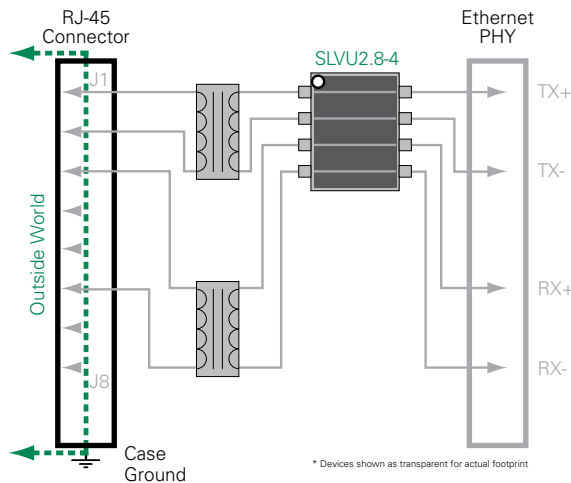 RJ-45
Connector
Ethernet
PHY
SLVU2.8-4
J1
TX+
TX-
Outside World
RX+
RX-
J8
Case
Ground
* Devices shown as transparent for actual footprint